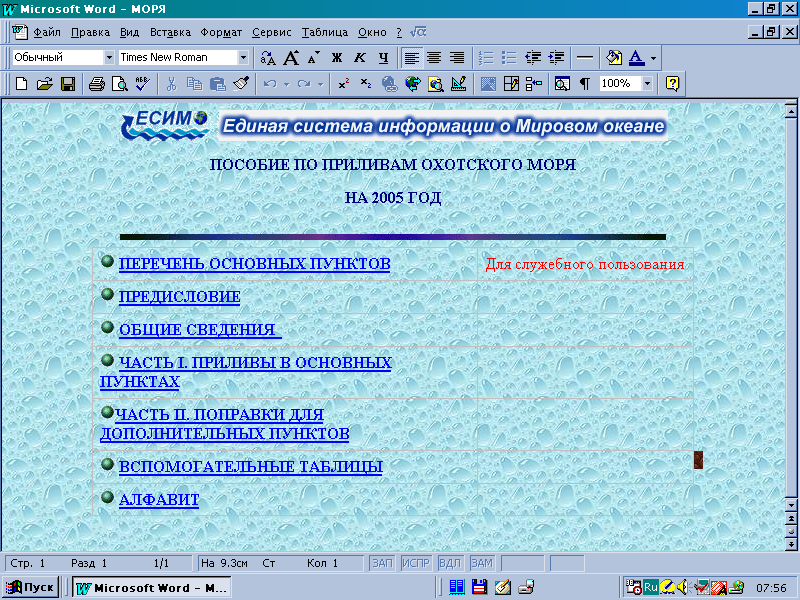 Microsoft Word - МОРЯ
Файл Правка Вид Вставка Формат Сервис Таблица Окно ?
Обычный Times New Roman Ж К Ч
100%
ЕСИМО Единая система информации о Мировом океане
ПОСОБИЕ ПО ПРИЛИВАМ ОХОТСКОГО МОРЯ
НА 2005 ГОД
ПЕРЕЧЕНЬ ОСНОВНЫХ ПУНКТОВ Для служебного пользования
ПРЕДИСЛОВИЕ
ОБЩИЕ СВЕДЕНИЯ
ЧАСТЬ I. ПРИЛИВЫ В ОСНОВНЫХ
ПУНКТАХ
ЧАСТЬ II. ПОПРАВКИ ДЛЯ
ДОПОЛНИТЕЛЬНЫХ ПУНКТОВ
ВСПОМОГАТЕЛЬНЫЕ ТАБЛИЦЫ
АЛФАВИТ
Стр. 1 Разд 1 1/1 На 9.3см Ст Кол 1 ЗАП ИСПР ВДЛ ЗАМ
Пуск Microsoft Word - М... Ru 07:56